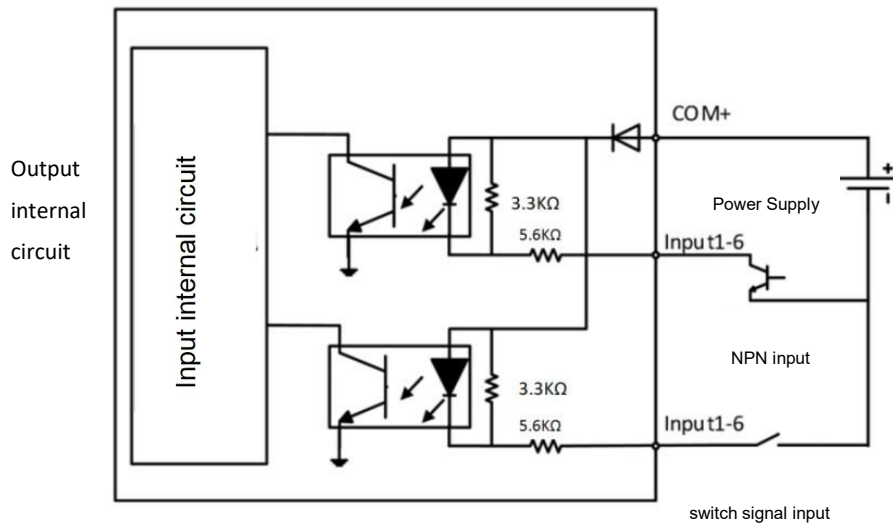 Output
internal
circuit
Input internal circuit
COM+
3.3KΩ
5.6KΩ
Power Supply
+
-
Input1-6
NPN input
3.3KΩ
5.6KΩ
Input1-6
switch signal input